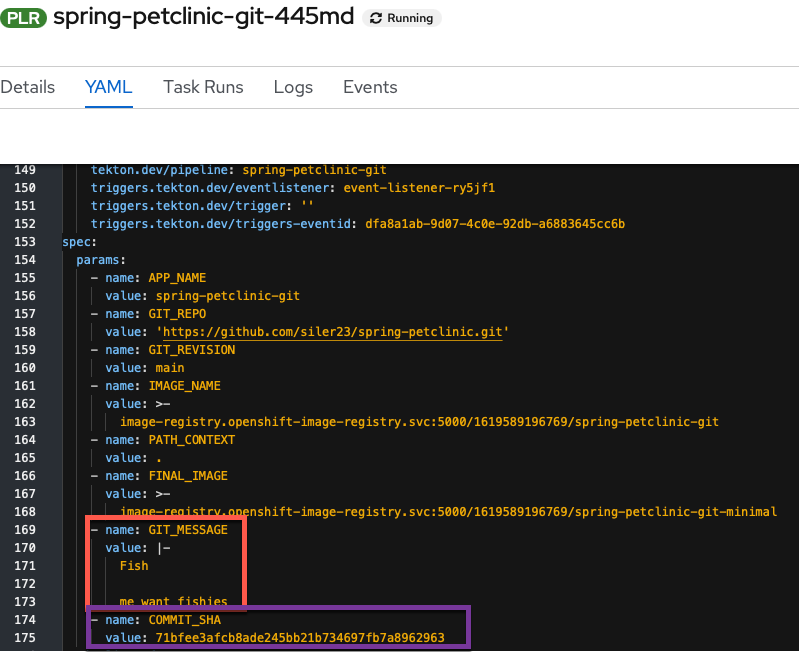 PLR spring-petclinic-git-445md Running
Details YAML Task Runs Logs Events
149 tekton.dev/pipeline: spring-petclinic-git
150 triggers.tekton.dev/eventlistener: event-listener-ry5jf1
151 triggers.tekton.dev/trigger: ''
152 triggers.tekton.dev/triggers-eventid: dfa8a1ab-9d07-4c0e-92db-a6883645cc6b
153 spec:
154 params:
155 - name: APP_NAME
156 value: spring-petclinic-git
157 - name: GIT_REPO
158 value: 'https://github.com/siler23/spring-petclinic.git'
159 - name: GIT_REVISION
160 value: main
161 - name: IMAGE_NAME
162 value: >-
163 image-registry.openshift-image-registry.svc:5000/1619589196769/spring-petclinic-git
164 - name: PATH_CONTEXT
165 value: .
166 - name: FINAL_IMAGE
167 value: >-
168 image-registry.openshift-image-registry.svc:5000/1619589196769/spring-petclinic-git-minimal
169 - name: GIT_MESSAGE
170 value: |-
171 Fish
172
173 me want fishies
174 - name: COMMIT_SHA
175 value: 71bfee3afcb8ade245bb21b734697fb7a8962963